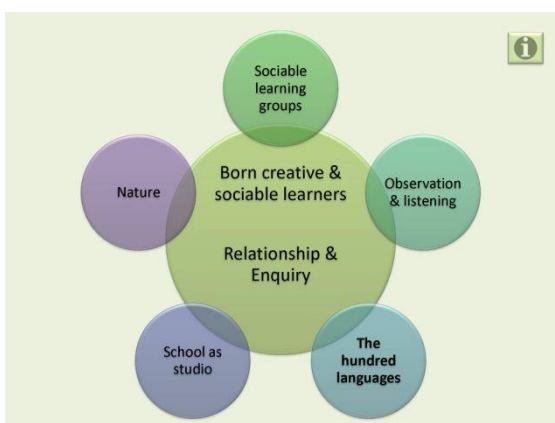 Sociable
learning
groups
Born creative &
sociable learners
Nature
Observation
& listening
Relationship &
Enquiry
School as
studio
The
hundred
languages